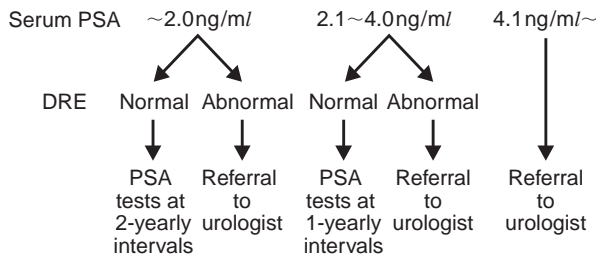 Serum PSA ~2.0ng/ml 2.1~4.0ng/ml 4.1ng/ml~
DRE Normal Abnormal Normal Abnormal
PSA Referral PSA Referral Referral
tests at to tests at to to
2-yearly urologist 1-yearly urologist urologist
intervals intervals